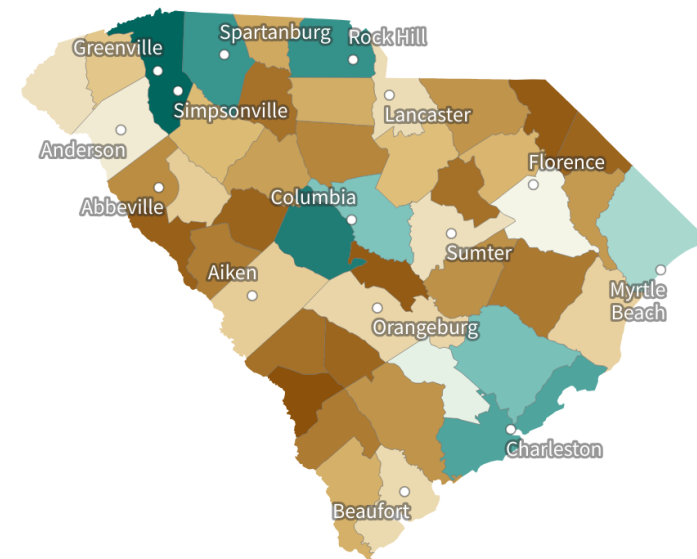 Spartanburg
Rock Hill
Greenville
Simpsonville
Lancaster
Anderson
Florence
Columbia
Abbeville
Sumter
Aiken
Myrtle
Beach
Orangeburg
Charleston
Beaufort